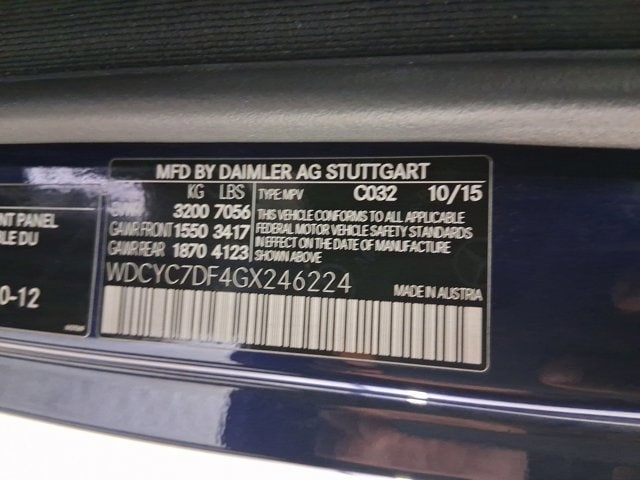 MFD BY DAIMLER AG STUTTGART
KG LBS
GVWR 3200 7056
GAWR FRONT 1550 3417
GAWR REAR 1870 4123
TYPE: MPV C032 10/15
THIS VEHICLE CONFORMS TO ALL APPLICABLE
FEDERAL MOTOR VEHICLE SAFETY STANDARDS
IN EFFECT ON THE DATE OF MANUFACTURE
SHOWN ABOVE
WDCYC7DF4GX246224
MADE IN AUSTRIA
NT PANEL
LE DU
0-12